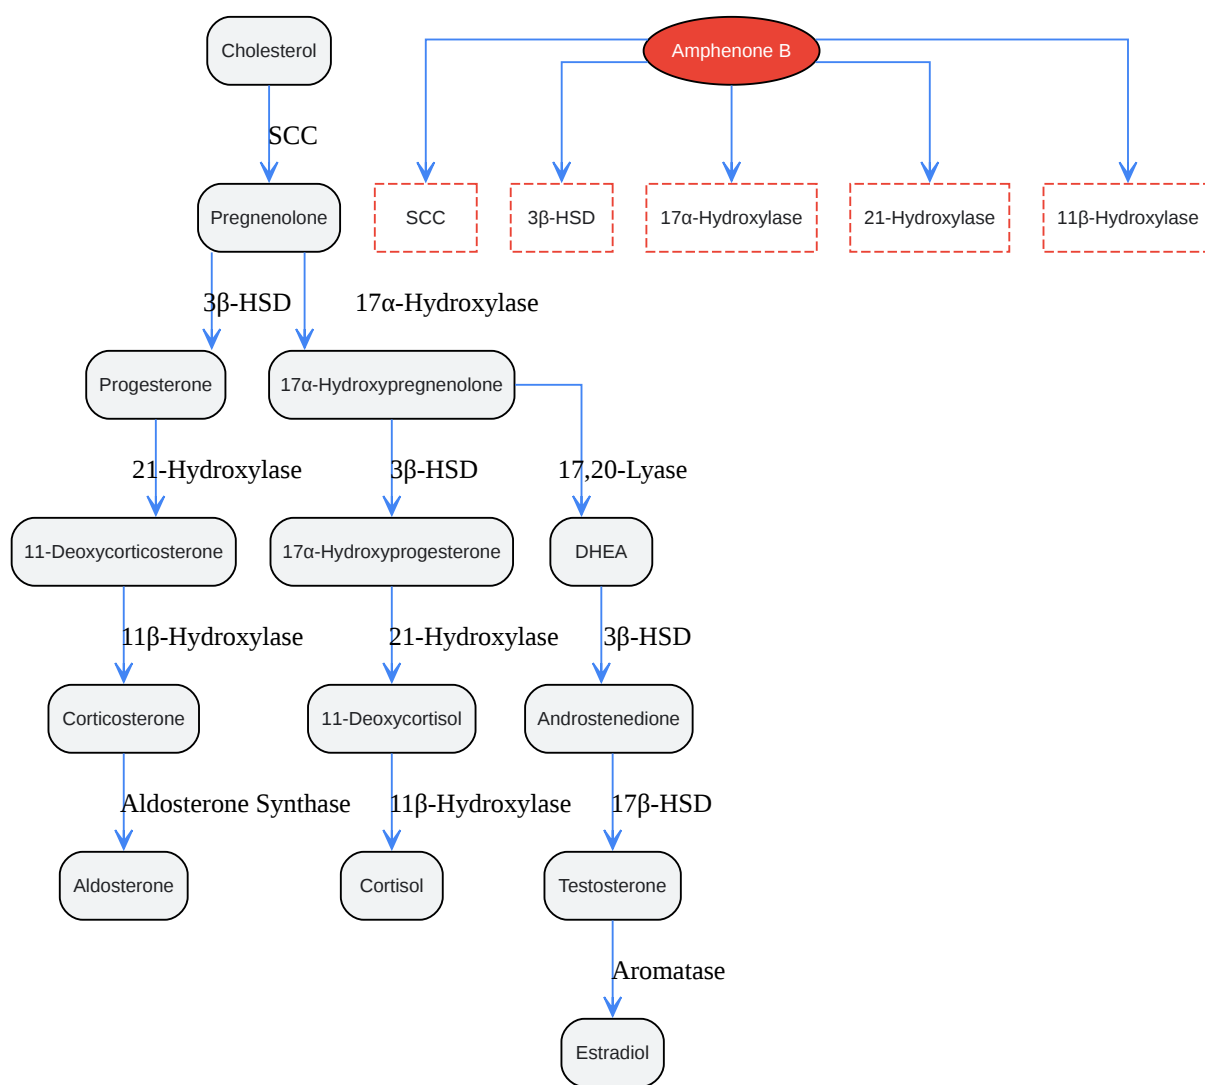 Cholesterol
Amphenone B
SCC
Pregnenolone
SCC
3β-HSD
17α-Hydroxylase
21-Hydroxylase
11β-Hydroxylase
3β-HSD
17α-Hydroxylase
Progesterone
17α-Hydroxypregnenolone
21-Hydroxylase
3β-HSD
17,20-Lyase
11-Deoxycorticosterone
17α-Hydroxyprogesterone
DHEA
11β-Hydroxylase
21-Hydroxylase
3β-HSD
Corticosterone
11-Deoxycortisol
Androstenedione
Aldosterone Synthase
11β-Hydroxylase
17β-HSD
Aldosterone
Cortisol
Testosterone
Aromatase
Estradiol